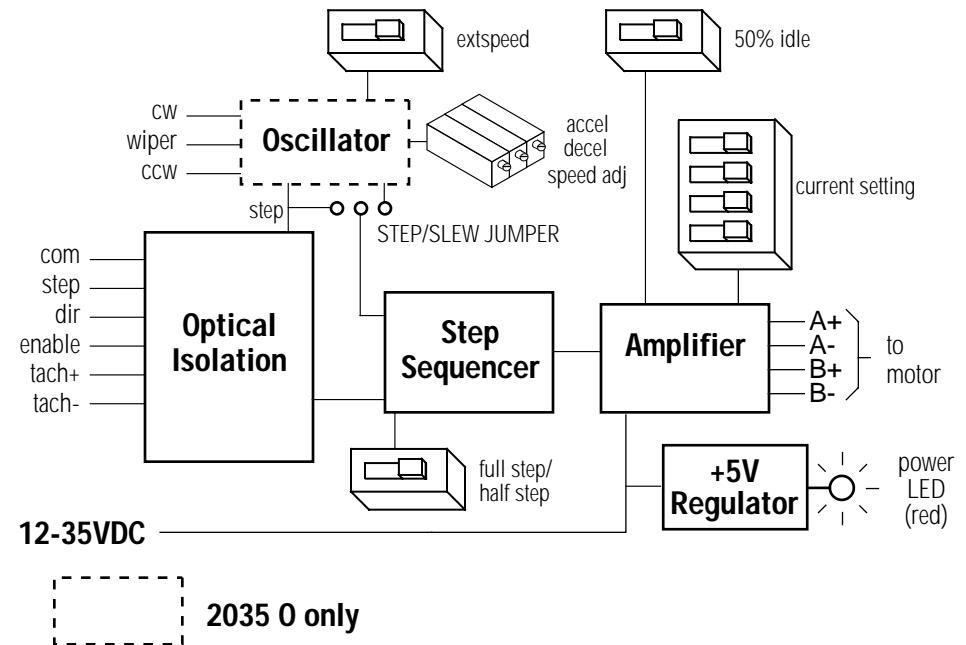 extspeed
50% idle
cw
wiper
ccw
Oscillator
accel
decel
speed adj
current setting
step
STEP/SLEW JUMPER
com
step
dir
enable
tach+
tach-
Optical
Isolation
Step
Sequencer
Amplifier
A+
A-
B+
B-
to
motor
full step/
half step
+5V
Regulator
power
LED
(red)
12-35VDC
2035 O only